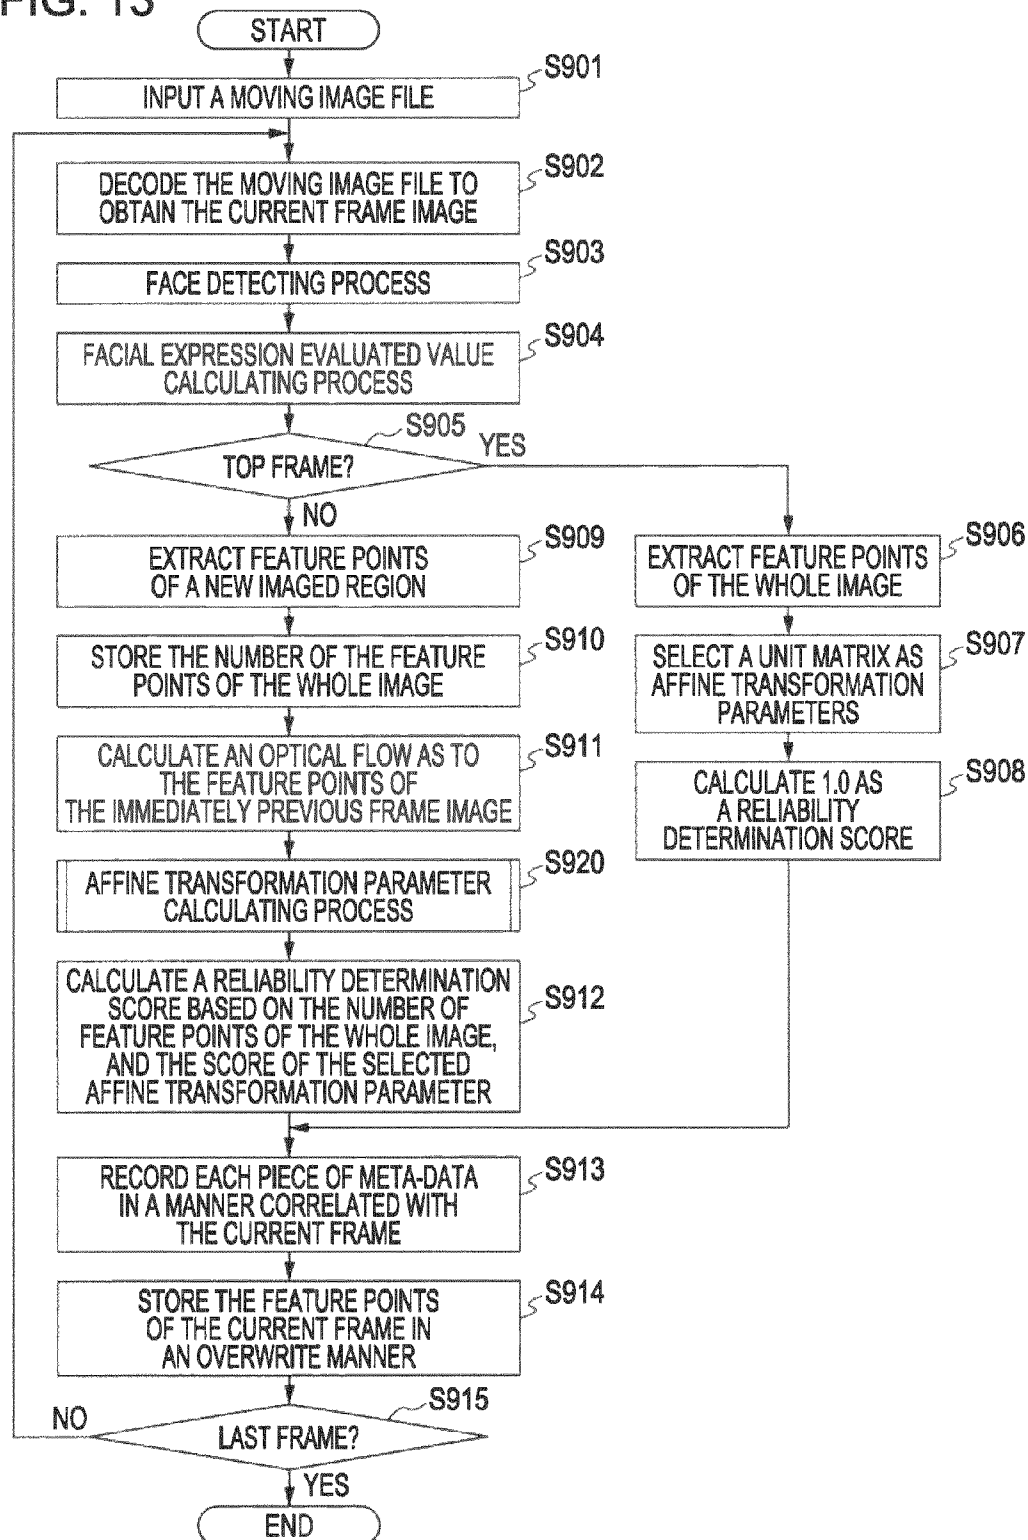 FIG. 13
START
S901
INPUT A MOVING IMAGE FILE
S902
DECODE THE MOVING IMAGE FILE TO
OBTAIN THE CURRENT FRAME IMAGE
S903
FACE DETECTING PROCESS
S904
FACIAL EXPRESSION EVALUATED VALUE
CALCULATING PROCESS
S905
YES
TOP FRAME?
NO
S909
EXTRACT FEATURE POINTS
OF A NEW IMAGED REGION
S906
EXTRACT FEATURE POINTS
OF THE WHOLE IMAGE
S910
STORE THE NUMBER OF THE FEATURE
POINTS OF THE WHOLE IMAGE
S907
SELECT A UNIT MATRIX AS
AFFINE TRANSFORMATION
PARAMETERS
S911
CALCULATE AN OPTICAL FLOW AS TO
THE FEATURE POINTS OF
THE IMMEDIATELY PREVIOUS FRAME IMAGE
S908
CALCULATE 1.0 AS
A RELIABILITY
DETERMINATION SCORE
S920
AFFINE TRANSFORMATION PARAMETER
CALCULATING PROCESS
S912
CALCULATE A RELIABILITY DETERMINATION
SCORE BASED ON THE NUMBER OF
FEATURE POINTS OF THE WHOLE IMAGE,
AND THE SCORE OF THE SELECTED
AFFINE TRANSFORMATION PARAMETER
S913
RECORD EACH PIECE OF META-DATA
IN A MANNER CORRELATED WITH
THE CURRENT FRAME
S914
STORE THE FEATURE POINTS
OF THE CURRENT FRAME IN
AN OVERWRITE MANNER
S915
NO
LAST FRAME?
YES
END